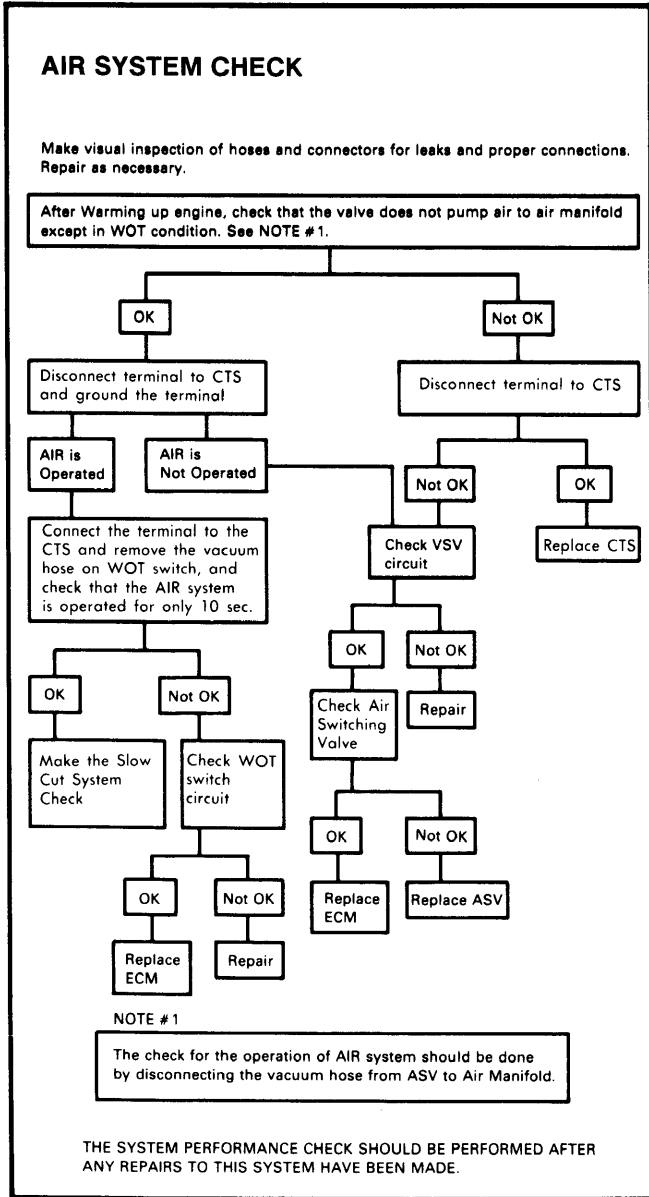 AIR SYSTEM CHECK
Make visual inspection of hoses and connectors for leaks and proper connections.
Repair as necessary.
After Warming up engine, check that the valve does not pump air to air manifold
except in WOT condition. See NOTE #1.
OK
Not OK
Disconnect terminal to CTS
and ground the terminal
Disconnect terminal to CTS
AIR is
Operated
AIR is
Not Operated
Not OK
OK
Connect the terminal to the
CTS and remove the vacuum
hose on WOT switch, and
check that the AIR system
is operated for only 10 sec.
Check VSV
circuit
Replace CTS
OK
Not OK
OK
Not OK
Make the Slow
Cut System
Check
Check WOT
switch
circuit
Check Air
Switching
Valve
Repair
OK
Not OK
OK
Not OK
Replace
ECM
Repair
Replace
ECM
Replace ASV
NOTE #1
The check for the operation of AIR system should be done
by disconnecting the vacuum hose from ASV to Air Manifold.
THE SYSTEM PERFORMANCE CHECK SHOULD BE PERFORMED AFTER
ANY REPAIRS TO THIS SYSTEM HAVE BEEN MADE.